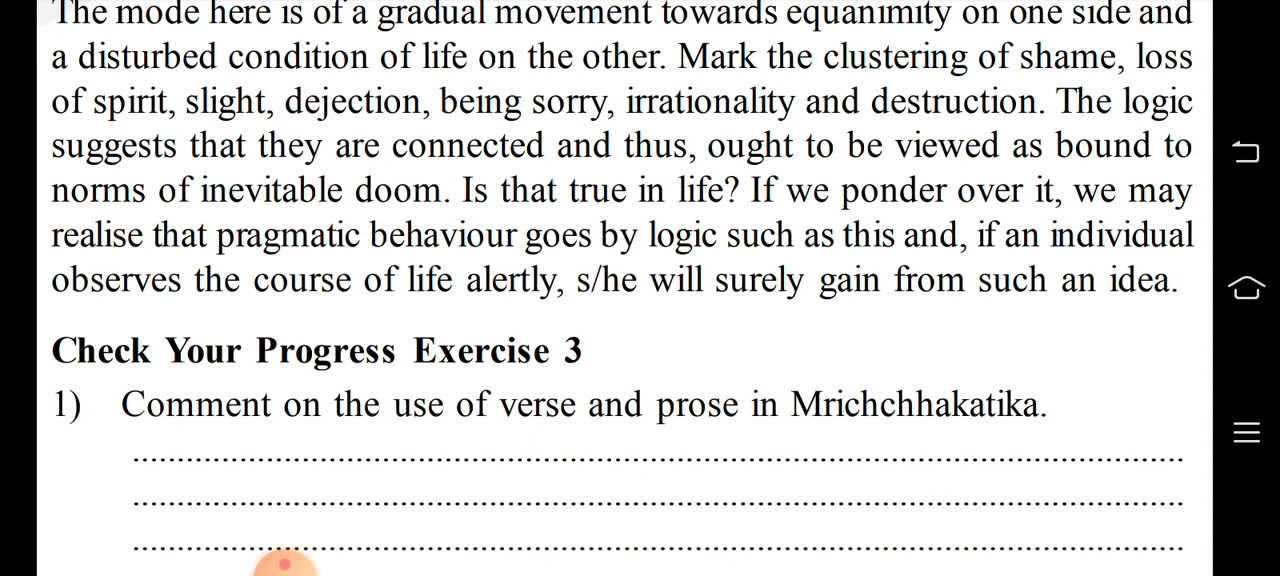 The mode here is of a gradual movement towards equanimity on one side and
a disturbed condition of life on the other. Mark the clustering of shame, loss
of spirit, slight, dejection, being sorry, irrationality and destruction. The logic
suggests that they are connected and thus, ought to be viewed as bound to
norms of inevitable doom. Is that true in life? If we ponder over it, we may
realise that pragmatic behaviour goes by logic such as this and, if an individual
observes the course of life alertly, s/he will surely gain from such an idea.
Check Your Progress Exercise 3
1) Comment on the use of verse and prose in Mrichchhakatika.